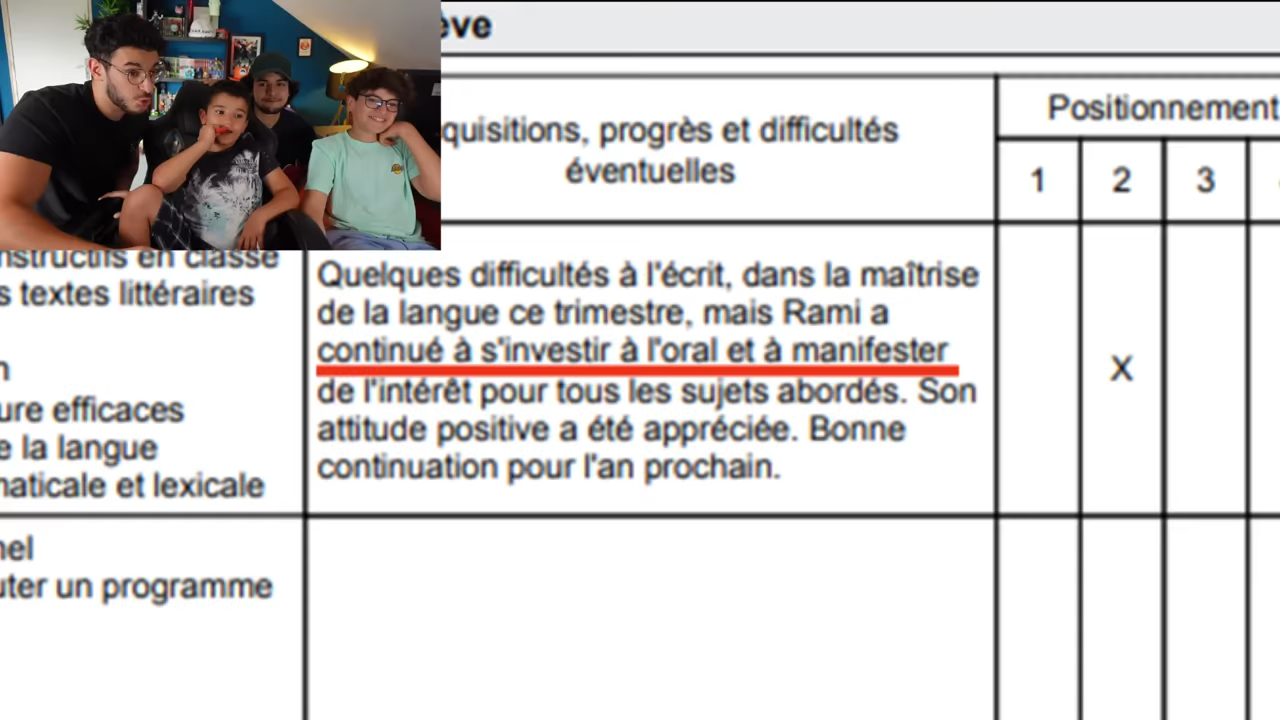 ève
quisitions, progrès et difficultés
éventuelles
Positionnement
1 2 3
nstructifs en classe
s textes littéraires
n
ure efficaces
e la langue
naticale et lexicale
Quelques difficultés à l'écrit, dans la maîtrise
de la langue ce trimestre, mais Rami a
continué à s'investir à l'oral et à manifester
de l'intérêt pour tous les sujets abordés. Son
attitude positive a été appréciée. Bonne
continuation pour l'an prochain.
X
nel
uter un programme